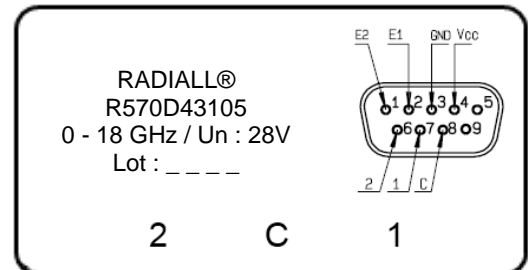 E2 E1 GND Vcc
RADIALL®
R570D43105
0 - 18 GHz / Un : 28V
Lot : _ _ _ _
1 2 3 4 5
6 7 8 9
2 1 C
2 C 1